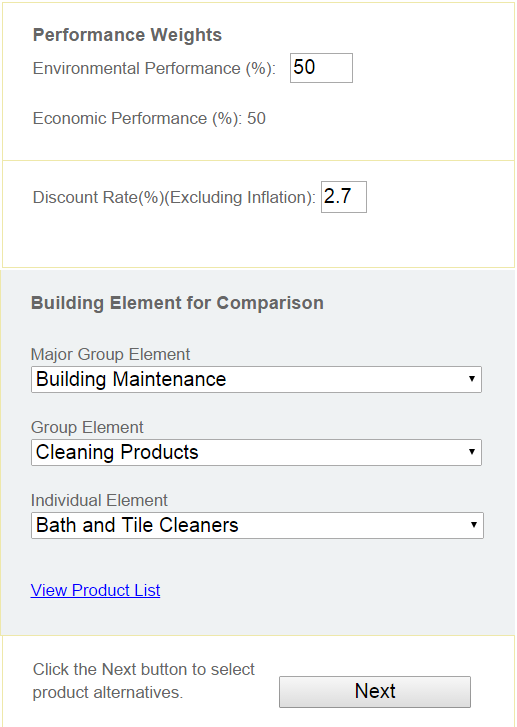 Performance Weights
Environmental Performance (%): 50
Economic Performance (%): 50
Discount Rate(%)(Excluding Inflation): 2.7
Building Element for Comparison
Major Group Element
Building Maintenance
Group Element
Cleaning Products
Individual Element
Bath and Tile Cleaners
View Product List
Click the Next button to select
product alternatives.
Next